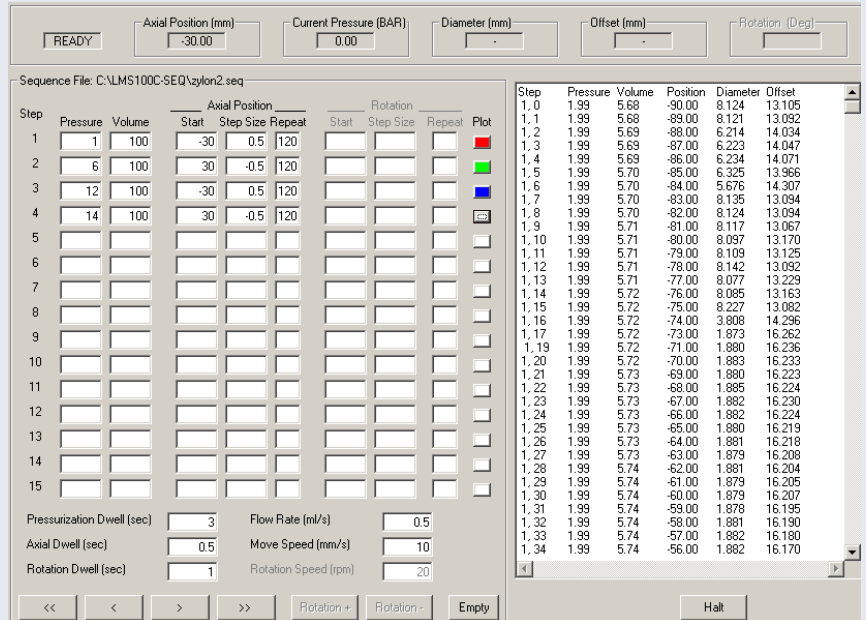 READY
Axial Position (mm)
-30.00
Current Pressure (BAR)
0.00
Diameter (mm)
-
Offset (mm)
-
Rotation (Deg)
Sequence File: C:\LMS100C-SEQ\zylon2.seq
Axial Position Rotation
Step Pressure Volume Start Step Size Repeat Start Step Size Repeat Plot
1 1 100 -30 0.5 120
2 6 100 30 -0.5 120
3 12 100 -30 0.5 120
4 14 100 30 -0.5 120
5
6
7
8
9
10
11
12
13
14
15
Pressurization Dwell (sec) 3 Flow Rate (ml/s) 0.5
Axial Dwell (sec) 0.5 Move Speed (mm/s) 10
Rotation Dwell (sec) 1 Rotation Speed (rpm) 20
<< < > >> Rotation + Rotation - Empty
Step Pressure Volume Position Diameter Offset
1, 0 1.99 5.68 -90.00 8.124 13.105
1, 1 1.99 5.68 -89.00 8.121 13.092
1, 2 1.99 5.69 -88.00 6.214 14.034
1, 3 1.99 5.69 -87.00 6.223 14.047
1, 4 1.99 5.69 -86.00 6.234 14.071
1, 5 1.99 5.70 -85.00 6.325 13.966
1, 6 1.99 5.70 -84.00 5.676 14.307
1, 7 1.99 5.70 -83.00 8.135 13.094
1, 8 1.99 5.70 -82.00 8.124 13.094
1, 9 1.99 5.71 -81.00 8.117 13.067
1, 10 1.99 5.71 -80.00 8.097 13.170
1, 11 1.99 5.71 -79.00 8.109 13.125
1, 12 1.99 5.71 -78.00 8.142 13.092
1, 13 1.99 5.71 -77.00 8.077 13.229
1, 14 1.99 5.72 -76.00 8.085 13.163
1, 15 1.99 5.72 -75.00 8.227 13.082
1, 16 1.99 5.72 -74.00 3.808 14.296
1, 17 1.99 5.72 -73.00 1.873 16.262
1, 19 1.99 5.72 -71.00 1.880 16.236
1, 20 1.99 5.72 -70.00 1.883 16.233
1, 21 1.99 5.73 -69.00 1.880 16.223
1, 22 1.99 5.73 -68.00 1.885 16.224
1, 23 1.99 5.73 -67.00 1.882 16.230
1, 24 1.99 5.73 -66.00 1.882 16.224
1, 25 1.99 5.73 -65.00 1.880 16.219
1, 26 1.99 5.73 -64.00 1.881 16.218
1, 27 1.99 5.73 -63.00 1.879 16.208
1, 28 1.99 5.74 -62.00 1.881 16.204
1, 29 1.99 5.74 -61.00 1.879 16.205
1, 30 1.99 5.74 -60.00 1.879 16.207
1, 31 1.99 5.74 -59.00 1.878 16.195
1, 32 1.99 5.74 -58.00 1.881 16.190
1, 33 1.99 5.74 -57.00 1.882 16.180
1, 34 1.99 5.74 -56.00 1.882 16.170
Halt